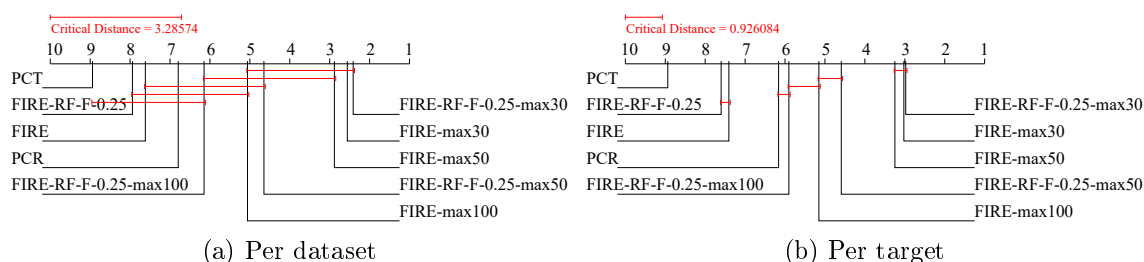 Critical Distance = 3.28574
10 9 8 7 6 5 4 3 2 1
PCT
FIRE-RF-F-0.25
FIRE
PCR
FIRE-RF-F-0.25-max100
FIRE-RF-F-0.25-max30
FIRE-max30
FIRE-max50
FIRE-RF-F-0.25-max50
FIRE-max100
(a) Per dataset
Critical Distance = 0.926084
10 9 8 7 6 5 4 3 2 1
PCT
FIRE-RF-F-0.25
FIRE
PCR
FIRE-RF-F-0.25-max100
FIRE-RF-F-0.25-max30
FIRE-max30
FIRE-max50
FIRE-RF-F-0.25-max50
FIRE-max100
(b) Per target